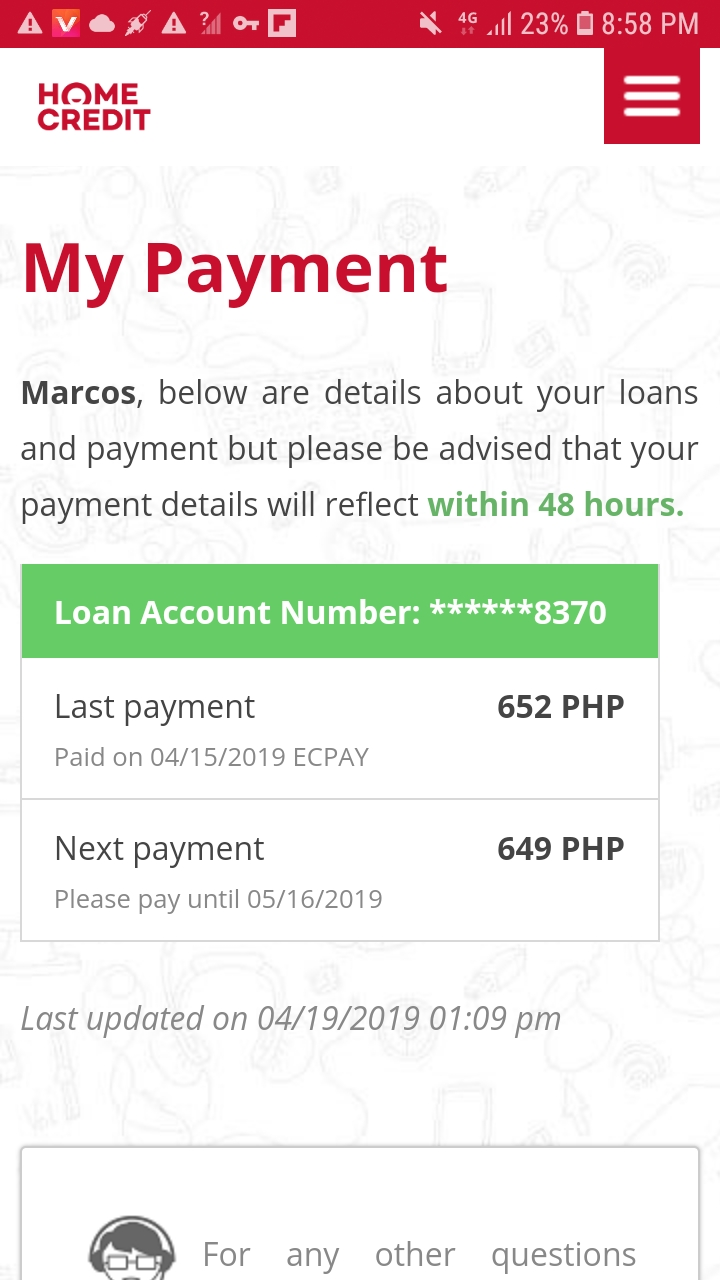 ? 4G 23% 8:58 PM
HOME
CREDIT
My Payment
Marcos, below are details about your loans
and payment but please be advised that your
payment details will reflect within 48 hours.
Loan Account Number: ******8370
Last payment 652 PHP
Paid on 04/15/2019 ECPAY
Next payment 649 PHP
Please pay until 05/16/2019
Last updated on 04/19/2019 01:09 pm
For any other questions